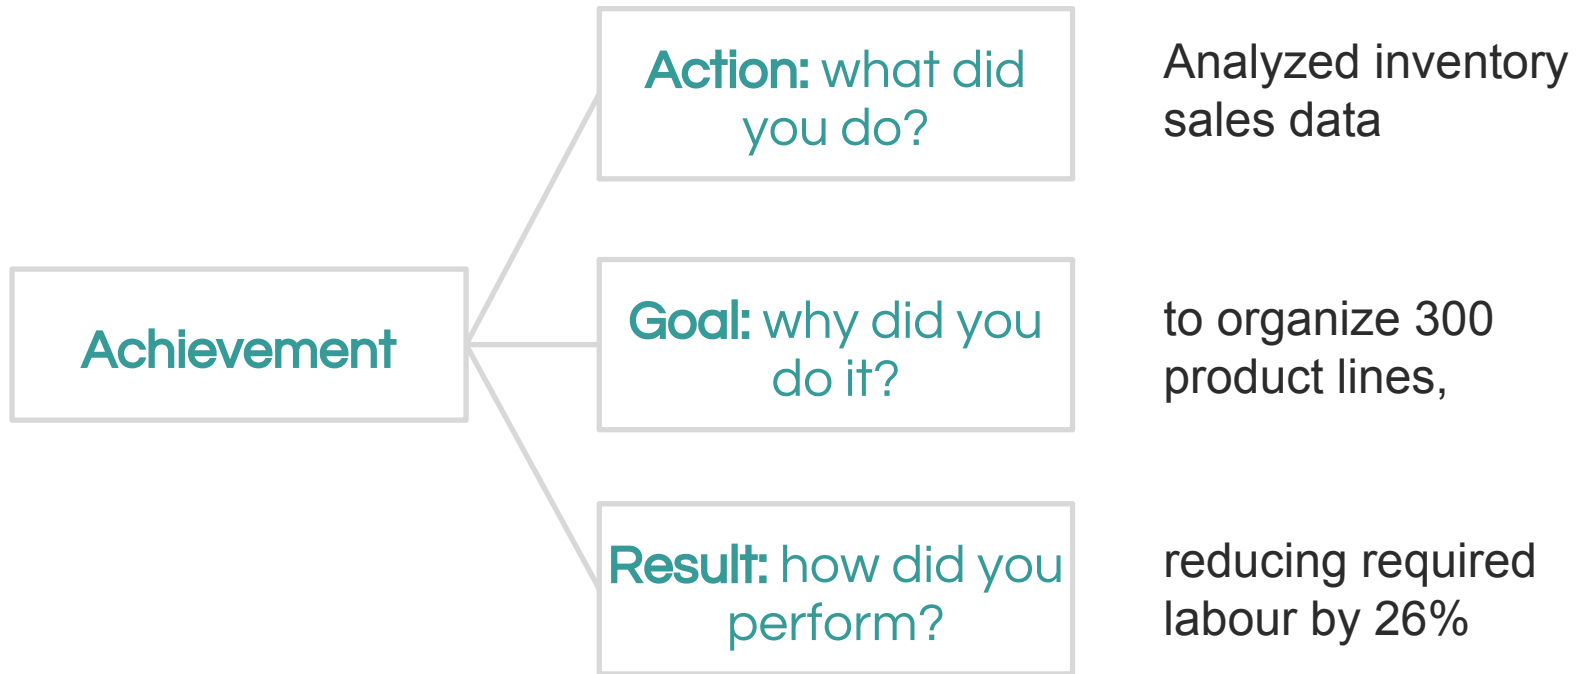 Action: what did
you do?
Analyzed inventory
sales data
Achievement
Goal: why did you
do it?
to organize 300
product lines,
Result: how did you
perform?
reducing required
labour by 26%